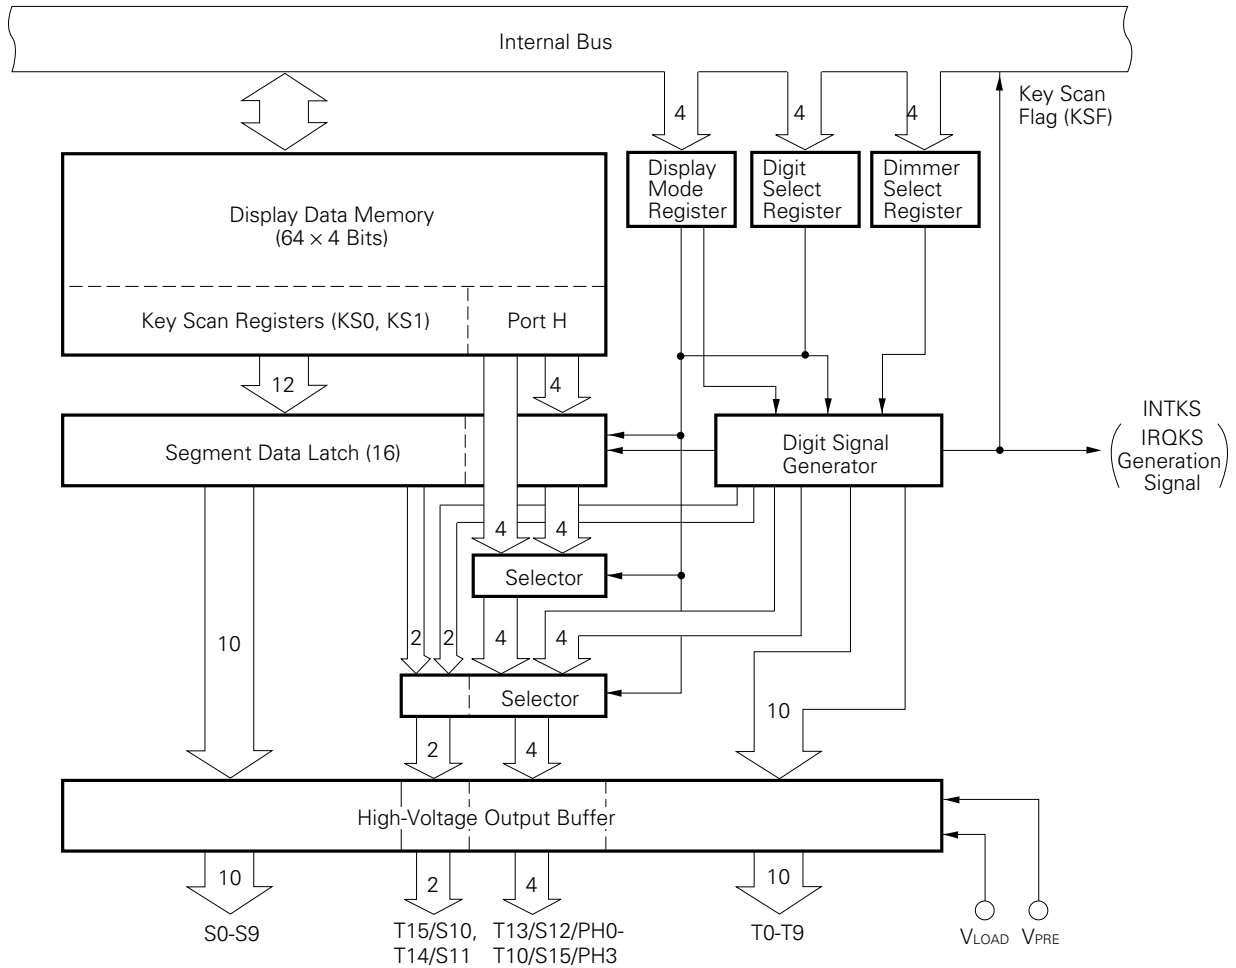 Internal Bus
4
4
4
Key Scan
Flag (KSF)
Display
Mode
Register
Digit
Select
Register
Dimmer
Select
Register
Display Data Memory
(64 × 4 Bits)
Key Scan Registers (KS0, KS1)
Port H
12
4
Segment Data Latch (16)
Digit Signal
Generator
INTKS
IRQKS
Generation
Signal
4
4
Selector
10
2
2
4
4
Selector
10
2
4
High-Voltage Output Buffer
10
2
4
10
S0-S9
T15/S10,
T14/S11
T13/S12/PH0-
T10/S15/PH3
T0-T9
VLOAD
VPRE